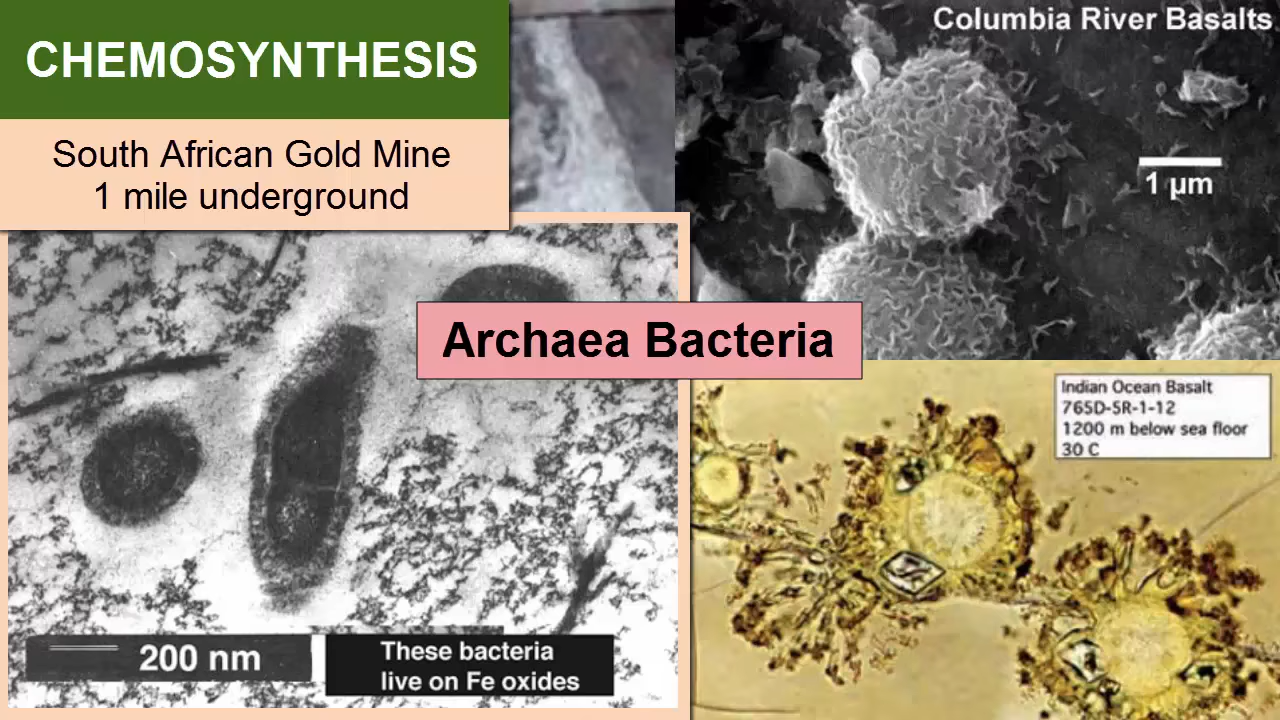 CHEMOSYNTHESIS
South African Gold Mine
1 mile underground
Columbia River Basalts
1 µm
Archaea Bacteria
Indian Ocean Basalt
765D-5R-1-12
1200 m below sea floor
30 C
200 nm
These bacteria
live on Fe oxides